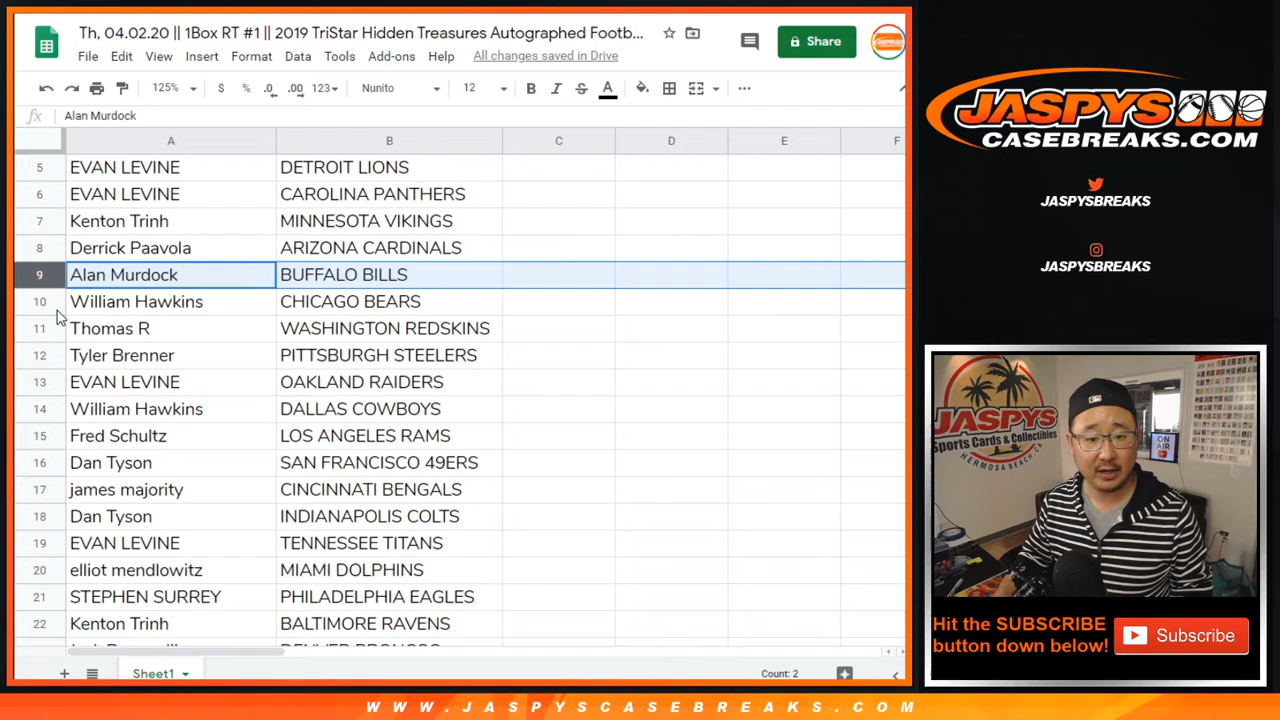 Th, 04.02.20 || 1Box RT #1 || 2019 TriStar Hidden Treasures Autographed Footb...
Share
File Edit View Insert Format Data Tools Add-ons Help All changes saved in Drive
125% $ % .0 .00 123 Nunito 12 B I S A
fx Alan Murdock
A B C D E F
5 EVAN LEVINE DETROIT LIONS
6 EVAN LEVINE CAROLINA PANTHERS
7 Kenton Trinh MINNESOTA VIKINGS
8 Derrick Paavola ARIZONA CARDINALS
9 Alan Murdock BUFFALO BILLS
10 William Hawkins CHICAGO BEARS
11 Thomas R WASHINGTON REDSKINS
12 Tyler Brenner PITTSBURGH STEELERS
13 EVAN LEVINE OAKLAND RAIDERS
14 William Hawkins DALLAS COWBOYS
15 Fred Schultz LOS ANGELES RAMS
16 Dan Tyson SAN FRANCISCO 49ERS
17 james majority CINCINNATI BENGALS
18 Dan Tyson INDIANAPOLIS COLTS
19 EVAN LEVINE TENNESSEE TITANS
20 elliot mendlowitz MIAMI DOLPHINS
21 STEPHEN SURREY PHILADELPHIA EAGLES
22 Kenton Trinh BALTIMORE RAVENS
DENVER BRONCOS
Sheet1
Count: 2
JASPYS
CASEBREAKS.COM
JASPYSBREAKS
JASPYSBREAKS
JASPYS
Sports Cards & Collectibles
HERMOSA BEACH, CA
ON
AIR
Hit the SUBSCRIBE
button down below!
Subscribe
WWW.JASPYSCASEBREAKS.COM